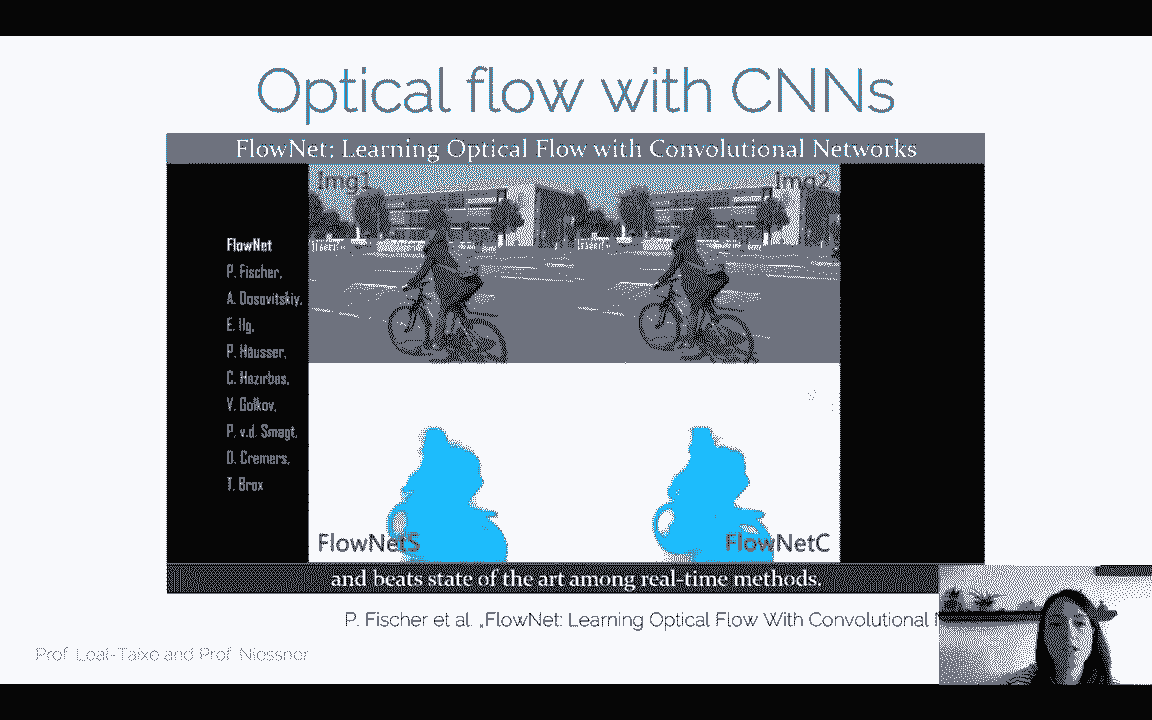 Optical flow with CNNs
FlowNet: Learning Optical Flow with Convolutional Networks
Img1
Img2
FlowNet
P. Fischer,
A. Dosovitskiy,
E. Ilg,
P. Häusser,
C. Hazırbaş,
V. Golkov,
P. v.d. Smagt,
D. Cremers,
T. Brox
FlowNetS
FlowNetC
and beats state of the art among real-time methods.
P. Fischer et al. „FlowNet: Learning Optical Flow With Convolutional
Prof. Leal-Taixé and Prof. Niessner